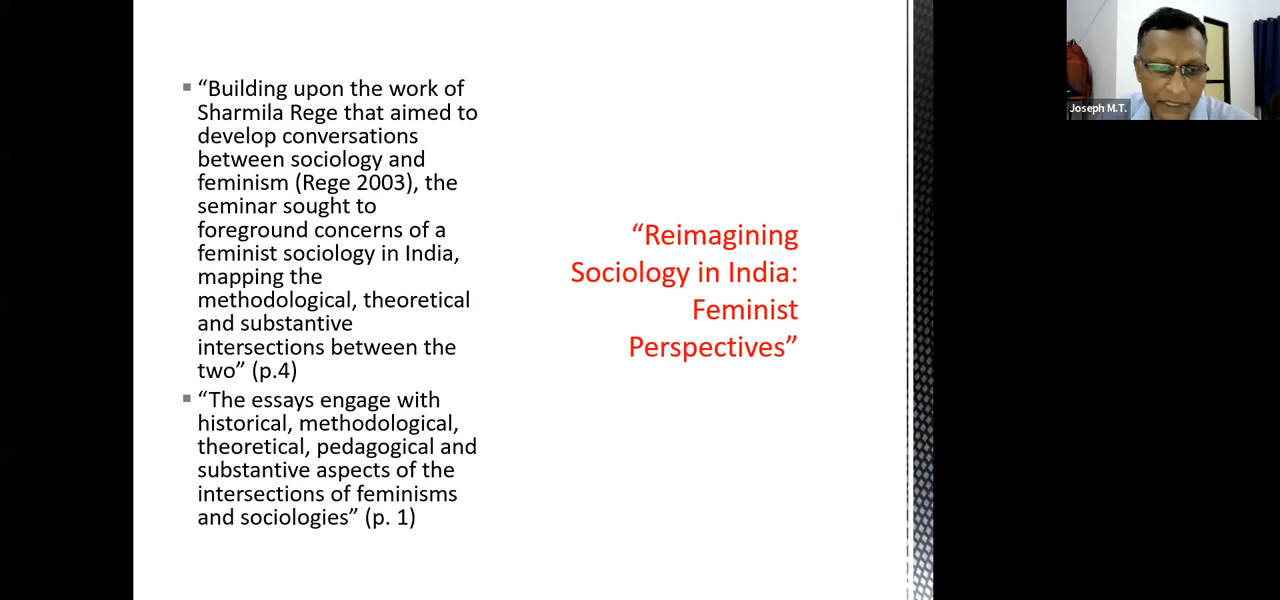 “Building upon the work of
Sharmila Rege that aimed to
develop conversations
between sociology and
feminism (Rege 2003), the
seminar sought to
foreground concerns of a
feminist sociology in India,
mapping the
methodological, theoretical
and substantive
intersections between the
two” (p.4)
“The essays engage with
historical, methodological,
theoretical, pedagogical and
substantive aspects of the
intersections of feminisms
and sociologies” (p. 1)
“Reimagining
Sociology in India:
Feminist
Perspectives”
Joseph M.T.